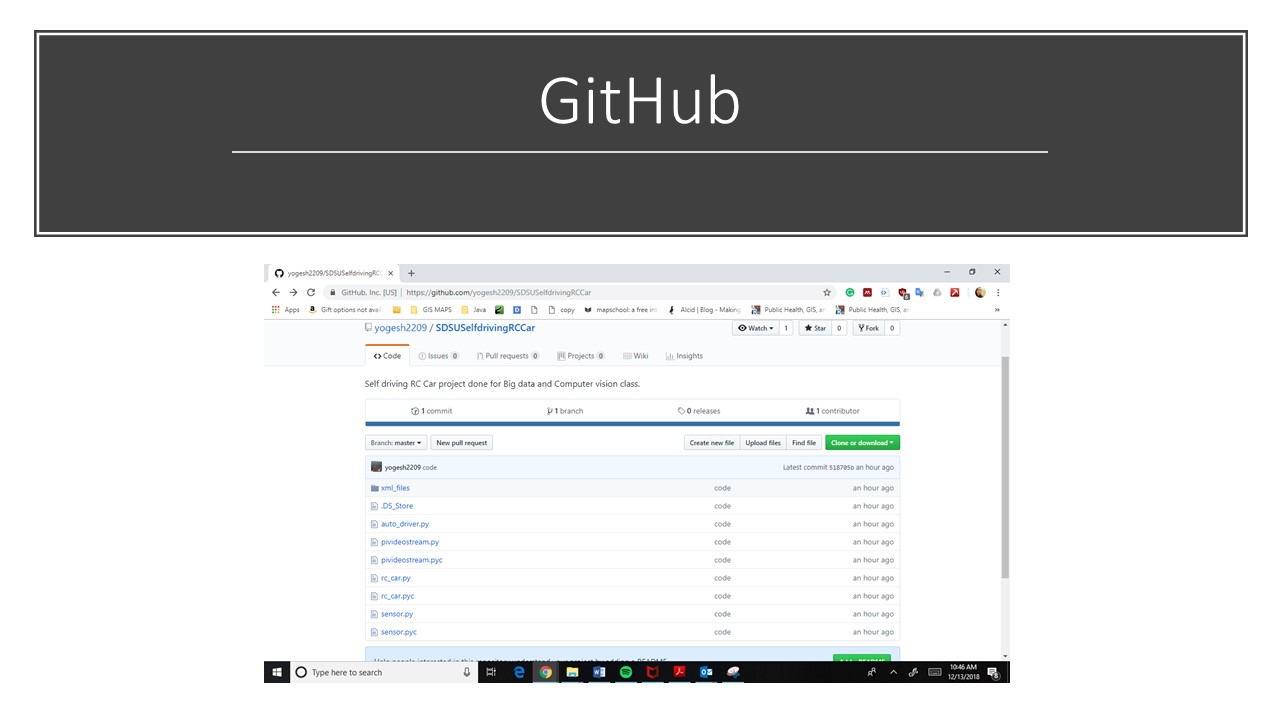 GitHub
yogesh2209/SDSUSelfdrivingRC
GitHub, Inc. [US] | https://github.com/yogesh2209/SDSUSelfdrivingRCCar
Apps Gift options not avai GIS MAPS Java copy mapschool: a free int Alcid | Blog - Making Public Health, GIS, an Public Health, GIS, an »
yogesh2209 / SDSUSelfdrivingRCCar Watch 1 Star 0 Fork 0
Code Issues 0 Pull requests 0 Projects 0 Wiki Insights
Self driving RC Car project done for Big data and Computer vision class.
1 commit 1 branch 0 releases 1 contributor
Branch: master New pull request Create new file Upload files Find file Clone or download
yogesh2209 code Latest commit 518705b an hour ago
xml_files code an hour ago
.DS_Store code an hour ago
auto_driver.py code an hour ago
pivideostream.py code an hour ago
pivideostream.pyc code an hour ago
rc_car.py code an hour ago
rc_car.pyc code an hour ago
sensor.py code an hour ago
sensor.pyc code an hour ago
Type here to search 10:46 AM
12/13/2018